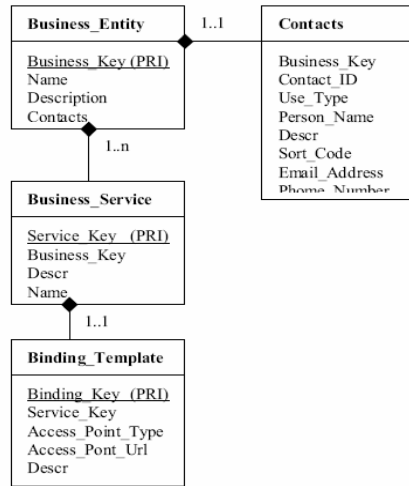 Business_Entity
Business_Key (PRI)
Name
Description
Contacts
1..1
Contacts
Business_Key
Contact_ID
Use_Type
Person_Name
Descr
Sort_Code
Email_Address
Phome_Number
1..n
Business_Service
Service_Key (PRI)
Business_Key
Descr
Name
1..1
Binding_Template
Binding_Key (PRI)
Service_Key
Access_Point_Type
Access_Pont_Url
Descr